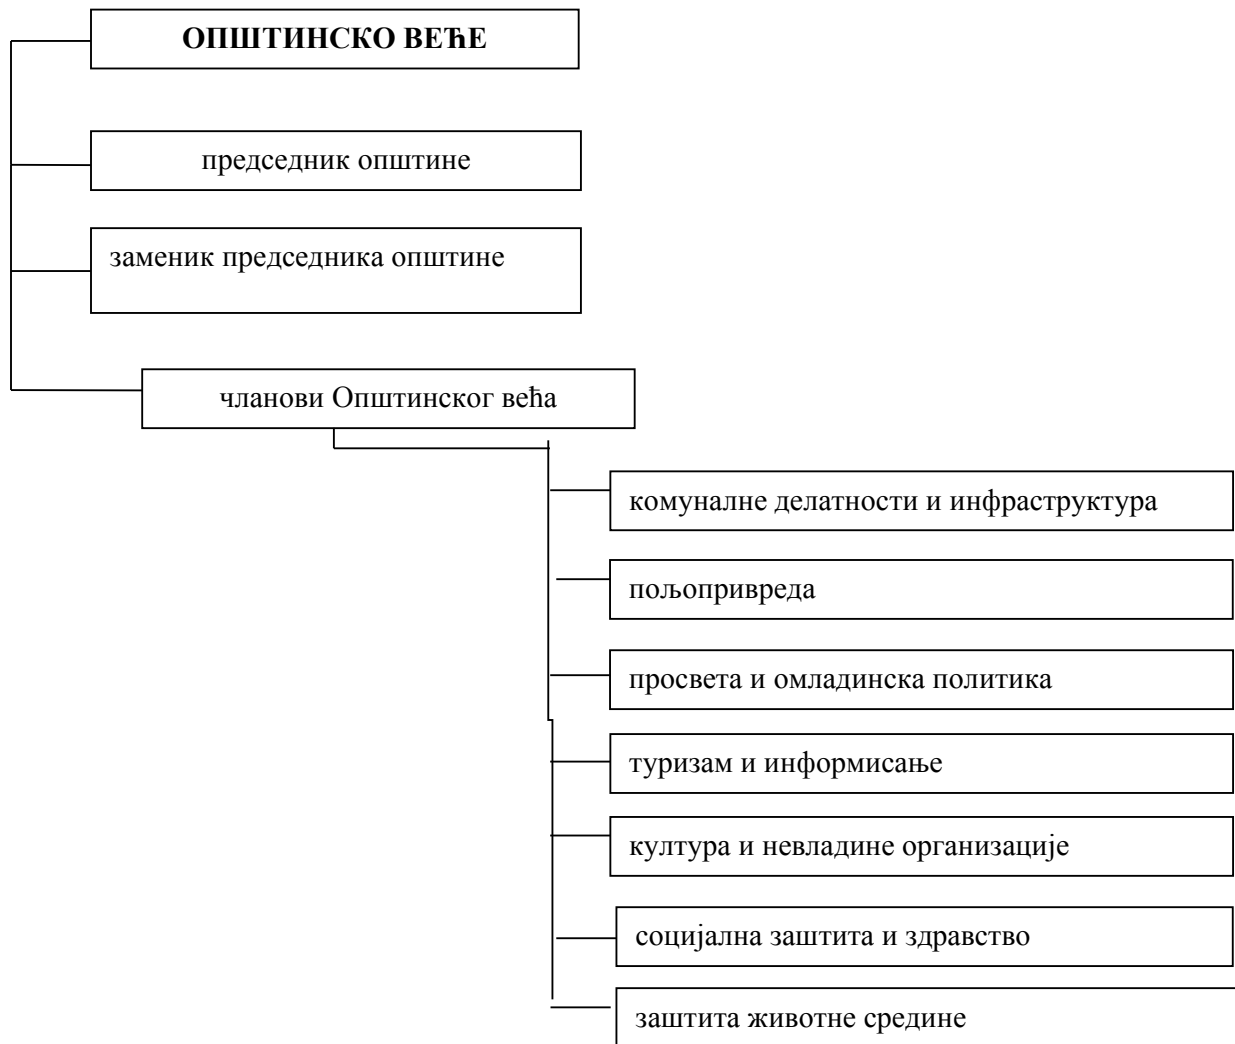 ОПШТИНСКО ВЕЋЕ
председник општине
заменик председника општине
чланови Општинског већа
комуналне делатности и инфраструктура
пољопривреда
просвета и омладинска политика
туризам и информисање
култура и невладине организације
социјална заштита и здравство
заштита животне средине